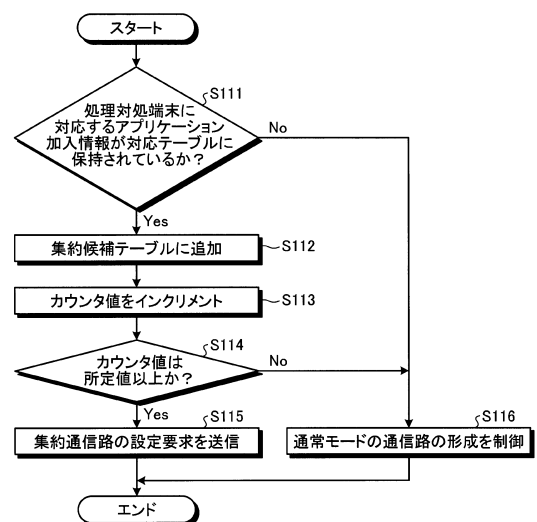 スタート
S111
処理対処端末に
対応するアプリケーション
加入情報が対応テーブルに
保持されているか？
No
Yes
集約候補テーブルに追加
S112
カウンタ値をインクリメント
S113
S114
カウンタ値は
所定値以上か？
No
Yes
S115
集約通信路の設定要求を送信
S116
通常モードの通信路の形成を制御
エンド